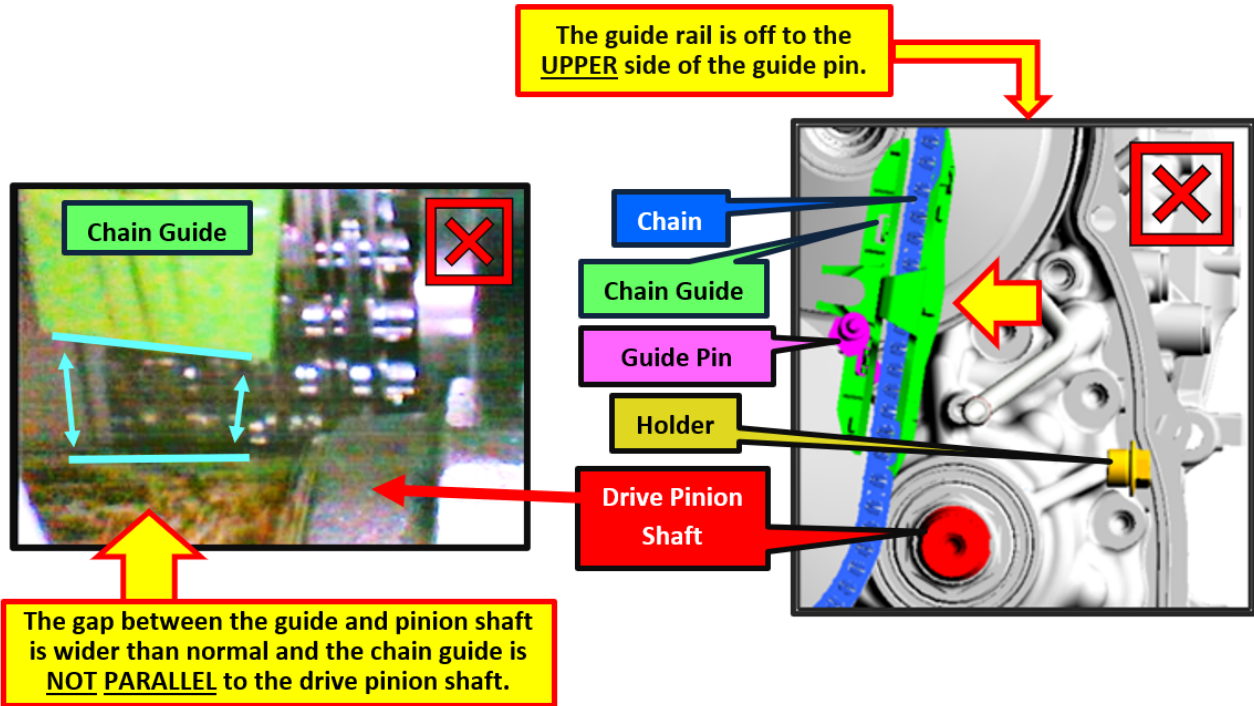 The guide rail is off to the
UPPER side of the guide pin.
Chain Guide
Chain
Chain Guide
Guide Pin
Holder
Drive Pinion
Shaft
The gap between the guide and pinion shaft
is wider than normal and the chain guide is
NOT PARALLEL to the drive pinion shaft.